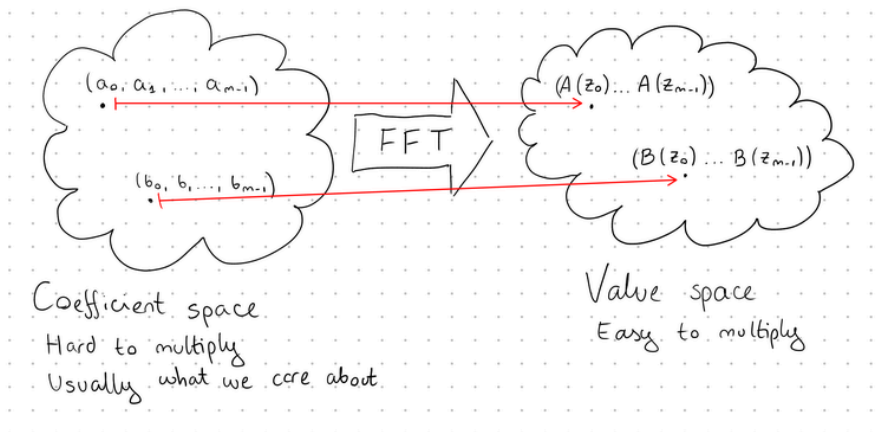 (a₀, a₁, ..., aₘ₋₁)
(A(z₀)... A(zₘ₋₁))
FFT
(b₀, b₁, ..., bₘ₋₁)
(B(z₀) ... B(zₘ₋₁))
Coefficient space
Hard to multiply
Usually what we care about
Value space
Easy to multiply